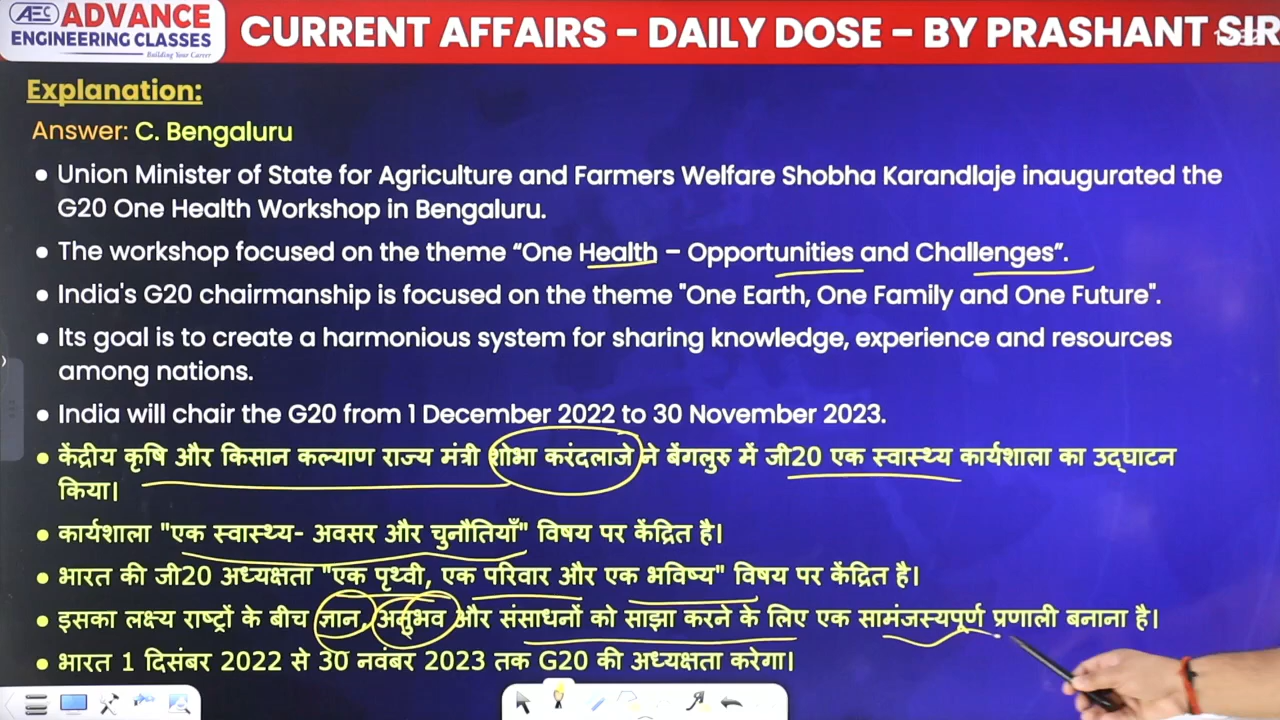 AEC ADVANCE
ENGINEERING CLASSES
Building Your Career
CURRENT AFFAIRS – DAILY DOSE – BY PRASHANT SIR
Explanation:
Answer: C. Bengaluru
• Union Minister of State for Agriculture and Farmers Welfare Shobha Karandlaje inaugurated the
G20 One Health Workshop in Bengaluru.
• The workshop focused on the theme “One Health – Opportunities and Challenges”.
• India's G20 chairmanship is focused on the theme "One Earth, One Family and One Future".
• Its goal is to create a harmonious system for sharing knowledge, experience and resources
among nations.
• India will chair the G20 from 1 December 2022 to 30 November 2023.
• केंद्रीय कृषि और किसान कल्याण राज्य मंत्री शोभा करंदलाजे ने बेंगलुरु में जी20 एक स्वास्थ्य कार्यशाला का उद्घाटन
किया।
• कार्यशाला "एक स्वास्थ्य- अवसर और चुनौतियाँ" विषय पर केंद्रित है।
• भारत की जी20 अध्यक्षता "एक पृथ्वी, एक परिवार और एक भविष्य" विषय पर केंद्रित है।
• इसका लक्ष्य राष्ट्रों के बीच ज्ञान, अनुभव और संसाधनों को साझा करने के लिए एक सामंजस्यपूर्ण प्रणाली बनाना है।
• भारत 1 दिसंबर 2022 से 30 नवंबर 2023 तक G20 की अध्यक्षता करेगा।